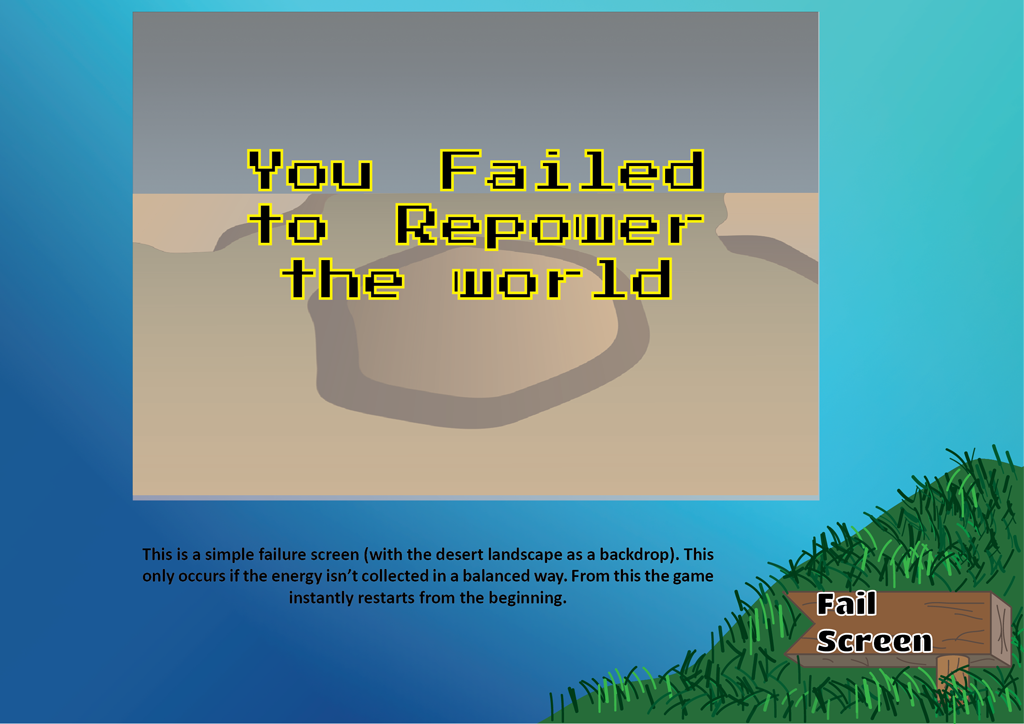 You Failed
to Repower
the world
This is a simple failure screen (with the desert landscape as a backdrop). This
only occurs if the energy isn’t collected in a balanced way. From this the game
instantly restarts from the beginning.
Fail
Screen